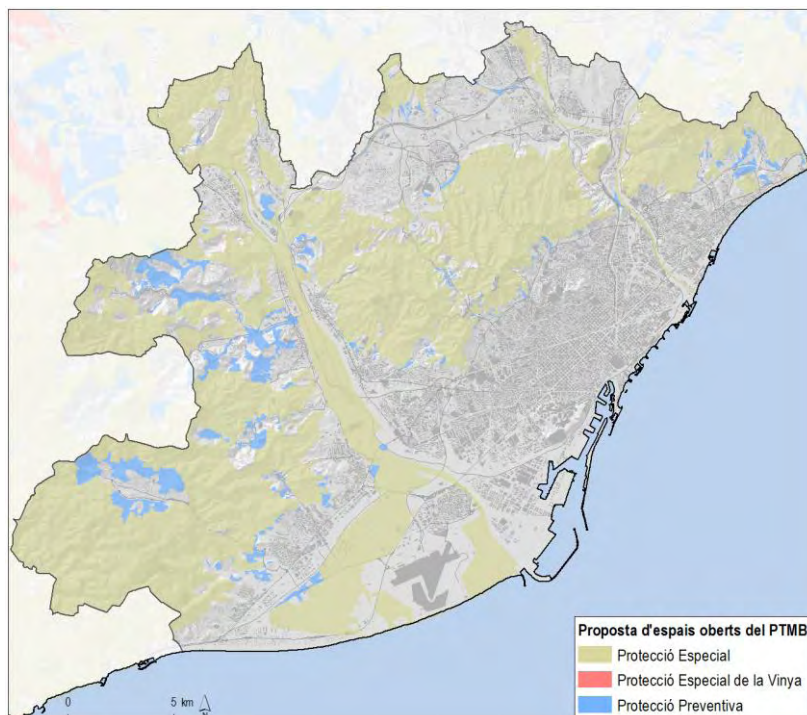 Proposta d'espais oberts del PTMB
Protecció Especial
Protecció Especial de la Vinya
Protecció Preventiva
0 5 km
N